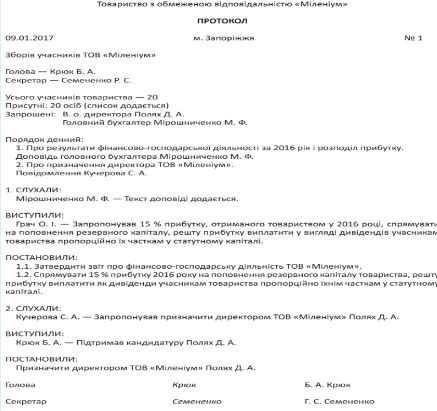 Товариство з обмеженою відповідальністю «Міленіум»
ПРОТОКОЛ
09.01.2017 м. Запоріжжя № 1
Зборів учасників ТОВ «Міленіум»
Голова — Крюк Б. А.
Секретар — Семененко Р. С.
Усього учасників товариства — 20
Присутні: 20 осіб (список додається)
Запрошені: В. о. директора Полях Д. А.
Головний бухгалтер Мірошниченко М. Ф.
Порядок денний:
1. Про результати фінансово-господарської діяльності за 2016 рік і розподіл прибутку.
Доповідь головного бухгалтера Мірошниченко М. Ф.
2. Про призначення директора ТОВ «Міленіум».
Повідомлення Кучерова С. А.
1. СЛУХАЛИ:
Мірошниченко М. Ф. — Текст доповіді додається.
ВИСТУПИЛИ:
Грач О. І. — Запропонував 15 % прибутку, отриманого товариством у 2016 році, спрямувати
на поповнення резервного капіталу, решту прибутку виплатити у вигляді дивідендів учасникам
товариства пропорційно їх часткам у статутному капіталі.
ПОСТАНОВИЛИ:
1.1. Затвердити звіт про фінансово-господарську діяльність ТОВ «Міленіум».
1.2. Спрямувати 15 % прибутку 2016 року на поповнення резервного капіталу товариства, решту
прибутку виплатити як дивіденди учасникам товариства пропорційно їхнім часткам у статутному
капіталі.
2. СЛУХАЛИ:
Кучерова С. А. — Запропонував призначити директором ТОВ «Міленіум» Полях Д. А.
ВИСТУПИЛИ:
Крюк Б. А. — Підтримав кандидатуру Полях Д. А.
ПОСТАНОВИЛИ:
Призначити директором ТОВ «Міленіум» Полях Д. А.
Голова Крюк Б. А. Крюк
Секретар Семененко Г. С. Семененко